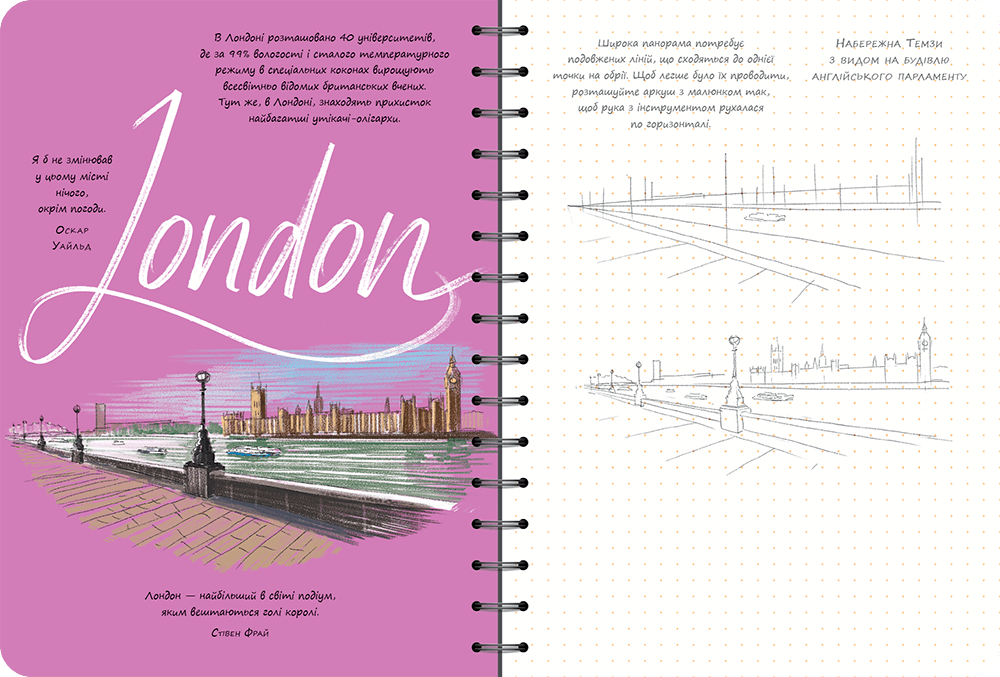 В Лондоні розташовано 40 університетів,
де за 99% вологості і сталого температурного
режиму в спеціальних коконах вирощують
всесвітньо відомих британських вчених.
Тут же, в Лондоні, знаходять прихисток
найбагатші утікачі-олігархи.
Я б не змінював
у цьому місті
нічого,
окрім погоди.
Оскар
Уайльд
London
Лондон — найбільший в світі подіум,
яким вештаються голі королі.
Стівен Фрай
Широка панорама потребує
подовжених ліній, що сходяться до однієї
точки на обрії. Щоб легше було їх проводити,
розташуйте аркуш з малюнком так,
щоб рука з інструментом рухалася
по горизонталі.
Набережна Темзи
з видом на будівлю
англійського парламенту